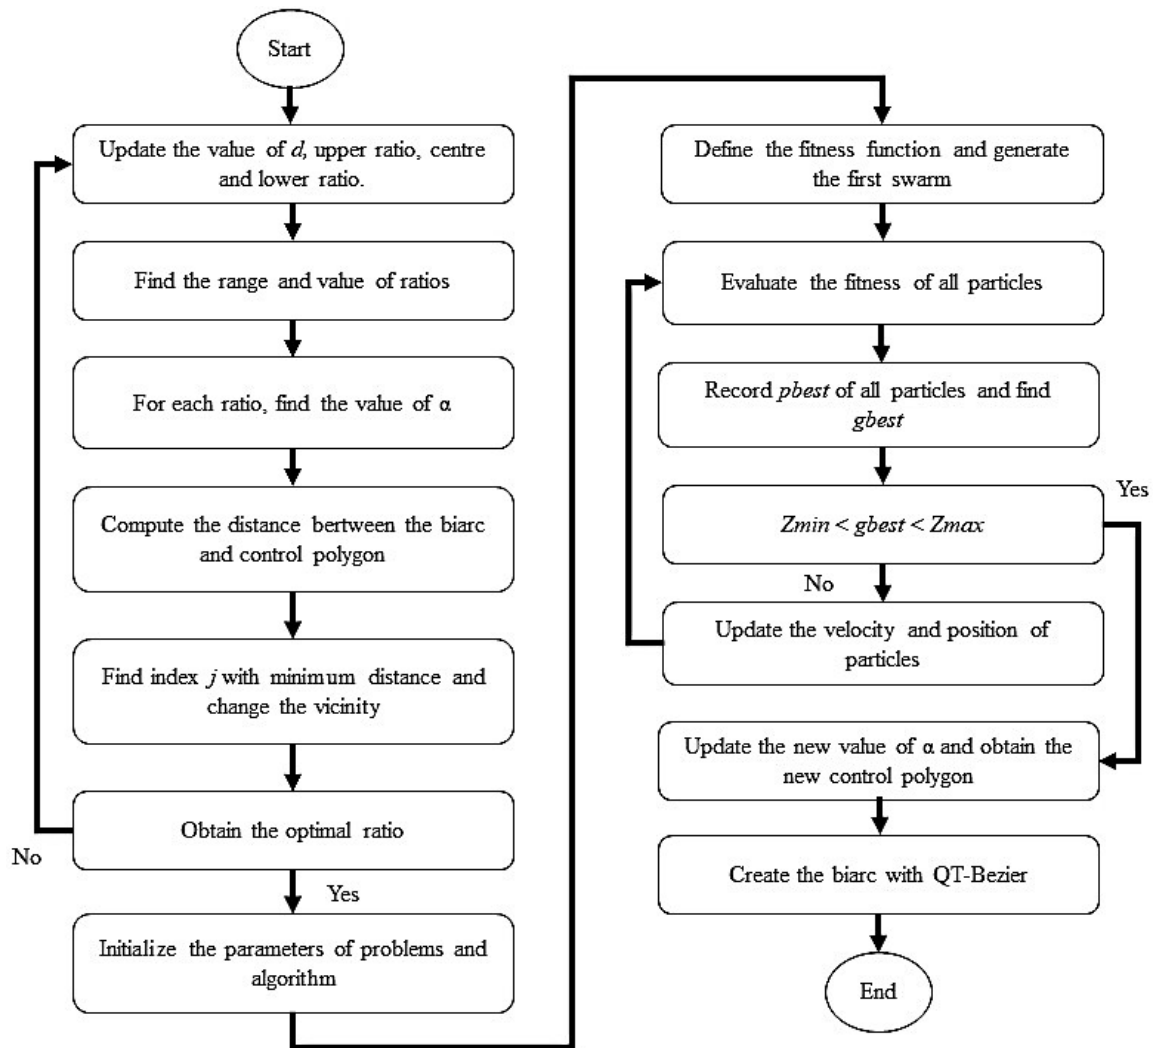 Start
Update the value of d, upper ratio, centre
and lower ratio.
Find the range and value of ratios
For each ratio, find the value of α
Compute the distance bertween the biarc
and control polygon
Find index j with minimum distance and
change the vicinity
Obtain the optimal ratio
No
Yes
Initialize the parameters of problems and
algorithm
Define the fitness function and generate
the first swarm
Evaluate the fitness of all particles
Record pbest of all particles and find
gbest
Yes
Zmin < gbest < Zmax
No
Update the velocity and position of
particles
Update the new value of α and obtain the
new control polygon
Create the biarc with QT-Bezier
End